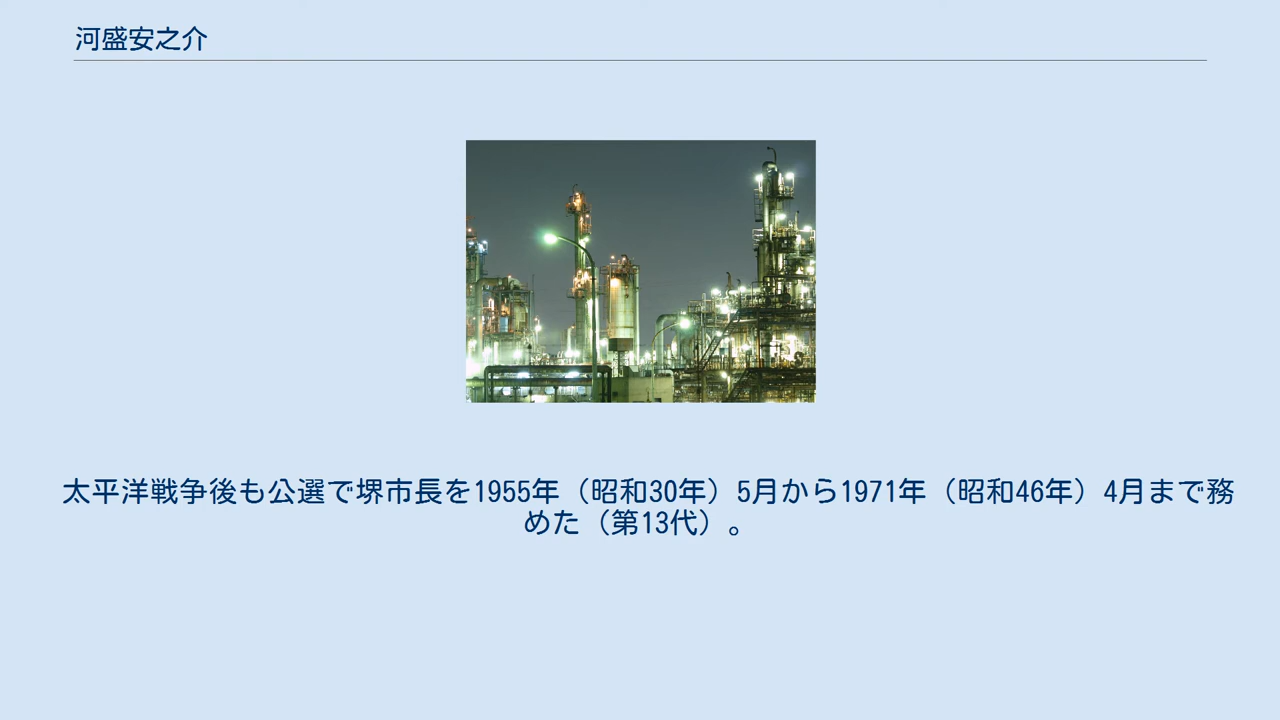 河盛安之介
太平洋戦争後も公選で堺市長を1955年（昭和30年）5月から1971年（昭和46年）4月まで務
めた（第13代）。